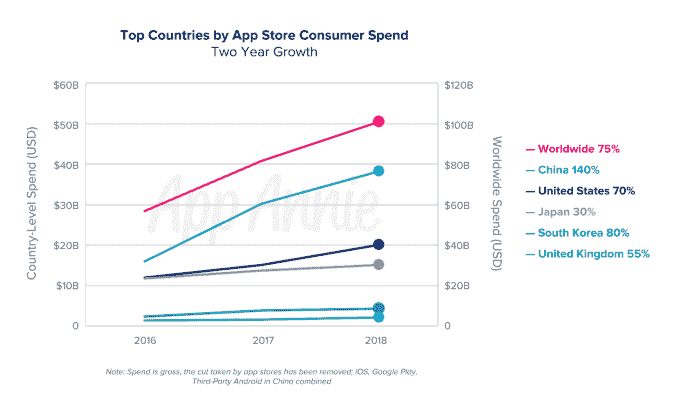 Top Countries by App Store Consumer Spend
Two Year Growth
$60B
$50B
$40B
$30B
$20B
$10B
0
Country-Level Spend (USD)
App Annie
$120B
$100B
$80B
$60B
$40B
$20B
0
Worldwide Spend (USD)
2016
2017
2018
Worldwide 75%
China 140%
United States 70%
Japan 30%
South Korea 80%
United Kingdom 55%
Note: Spend is gross, the cut taken by app stores has been removed; iOS, Google Play,
Third-Party Android in China combined